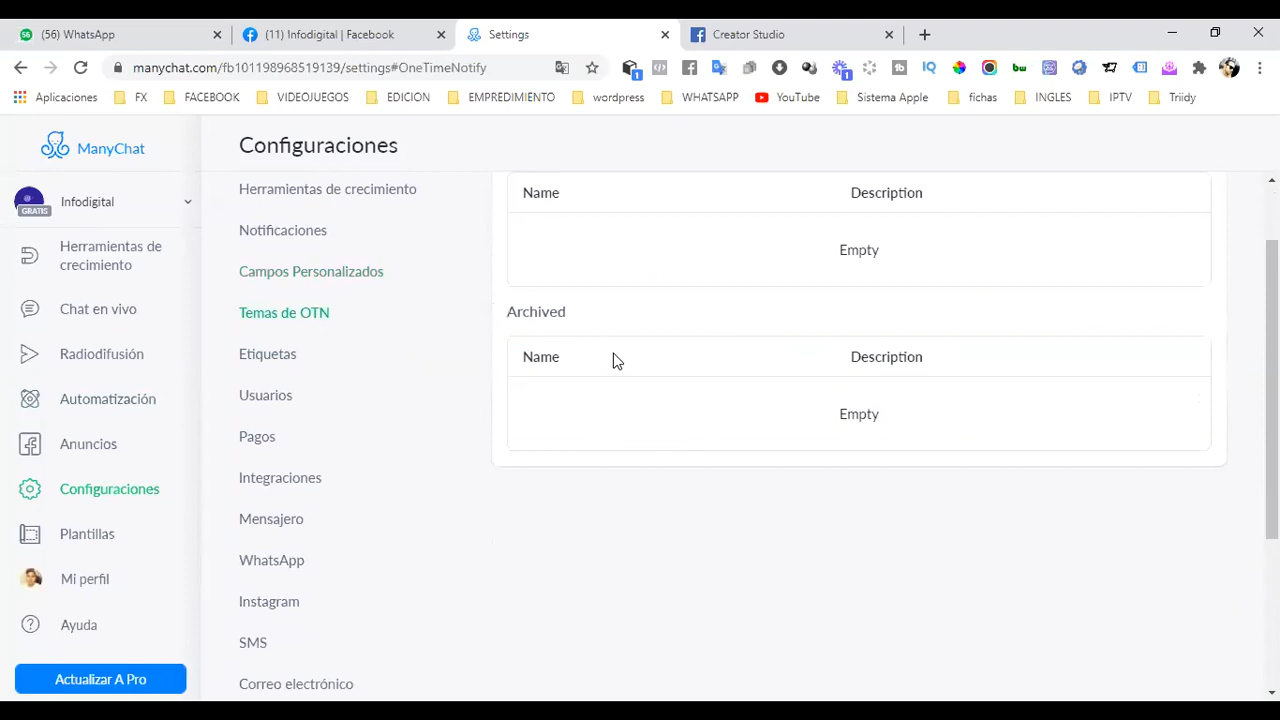 (56) WhatsApp
(11) Infodigital | Facebook
Settings
Creator Studio
manychat.com/fb101198968519139/settings#OneTimeNotify
Aplicaciones FX FACEBOOK VIDEOJUEGOS EDICION EMPREDIMIENTO wordpress WHATSAPP YouTube Sistema Apple fichas INGLES IPTV Triidy
ManyChat
Infodigital
GRATIS
Herramientas de
crecimiento
Chat en vivo
Radiodifusión
Automatización
Anuncios
Configuraciones
Plantillas
Mi perfil
Ayuda
Actualizar A Pro
Configuraciones
Herramientas de crecimiento
Notificaciones
Campos Personalizados
Temas de OTN
Etiquetas
Usuarios
Pagos
Integraciones
Mensajero
WhatsApp
Instagram
SMS
Correo electrónico
Name Description
Empty
Archived
Name Description
Empty